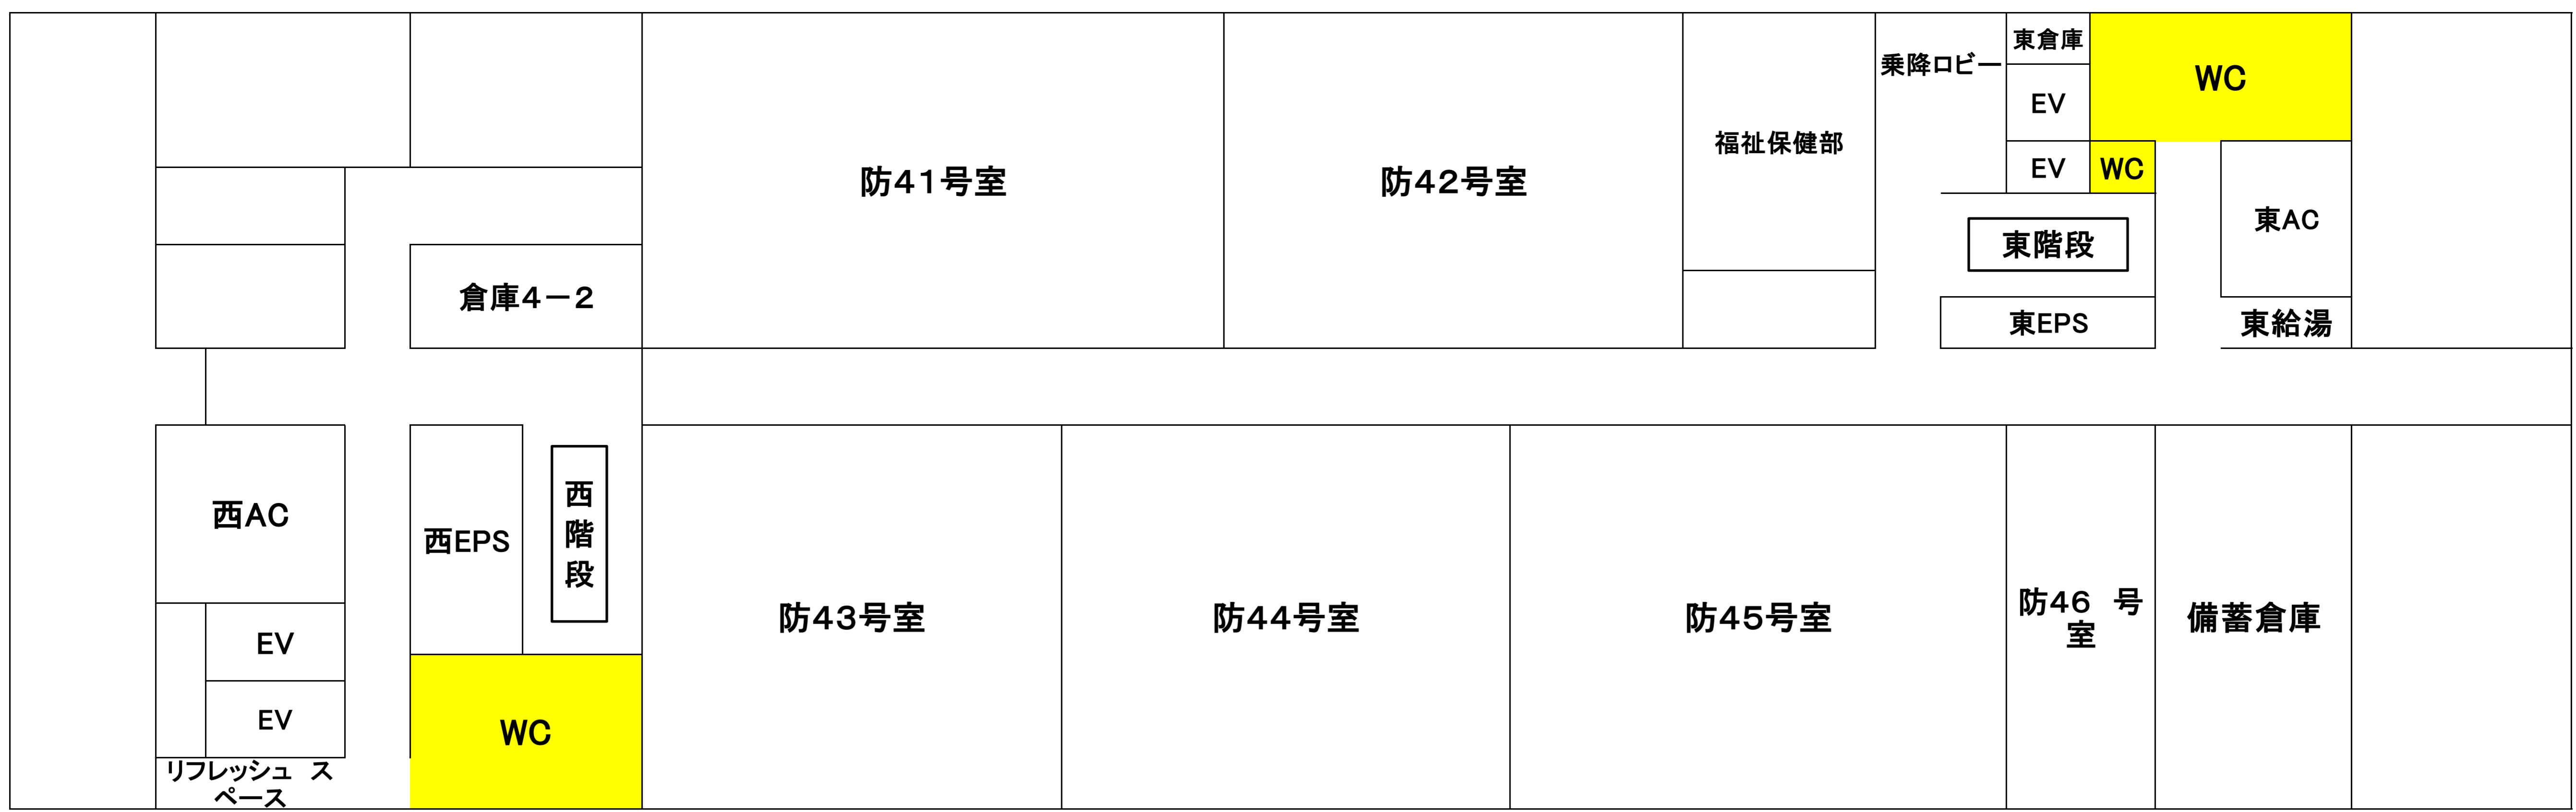 東倉庫
乗降ロビー
WC
EV
福祉保健部
EV
WC
防41号室
防42号室
東AC
東階段
倉庫4－2
東EPS
東給湯
西AC
西EPS
西
階
段
防43号室
防44号室
防45号室
防46　号
室
備蓄倉庫
EV
EV
WC
リフレッシュ　ス
ペース